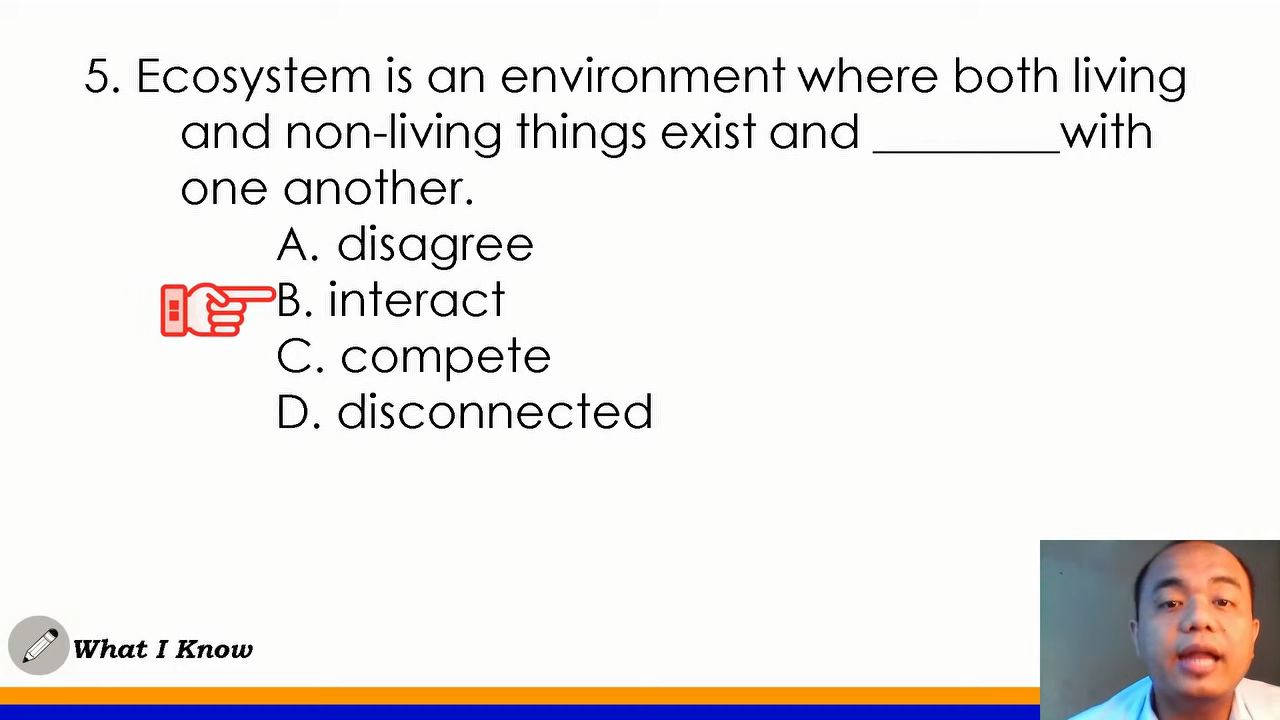 5. Ecosystem is an environment where both living
and non-living things exist and ________with
one another.
A. disagree
B. interact
C. compete
D. disconnected
What I Know